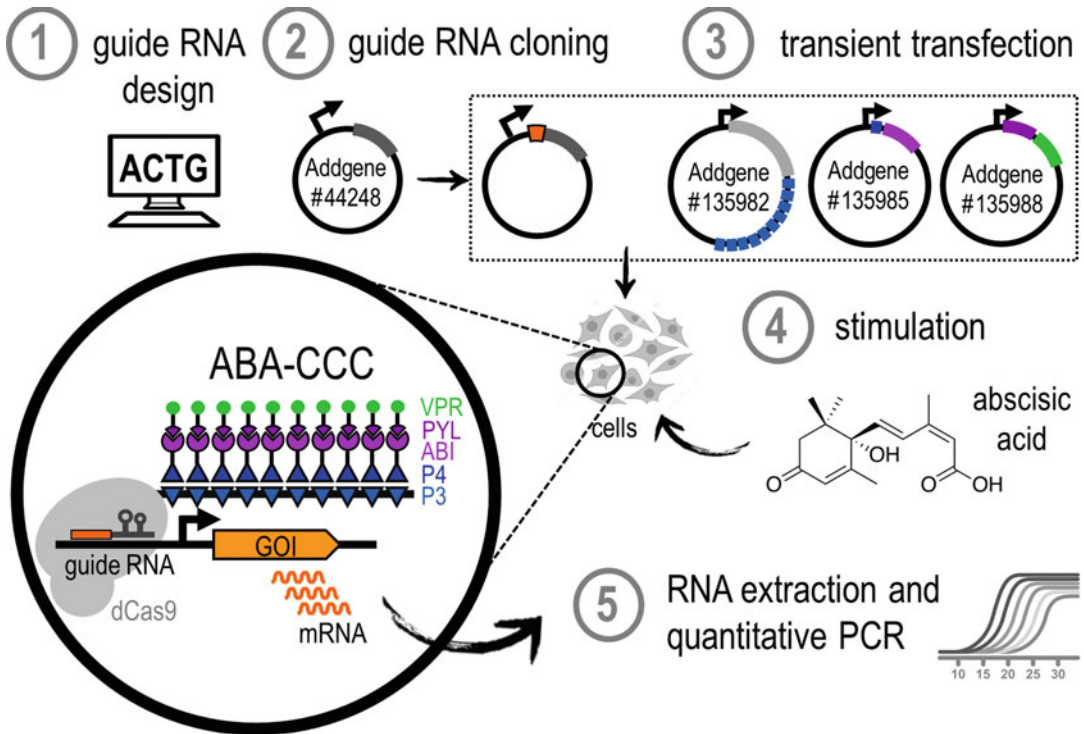 1
guide RNA
design
ACTG
2
guide RNA cloning
Addgene
#44248
3
transient transfection
Addgene
#135982
Addgene
#135985
Addgene
#135988
cells
4
stimulation
abscisic
acid
OH
O
O
OH
ABA-CCC
VPR
PYL
ABI
P4
P3
guide RNA
dCas9
GOI
mRNA
5
RNA extraction and
quantitative PCR
10 15 20 25 30